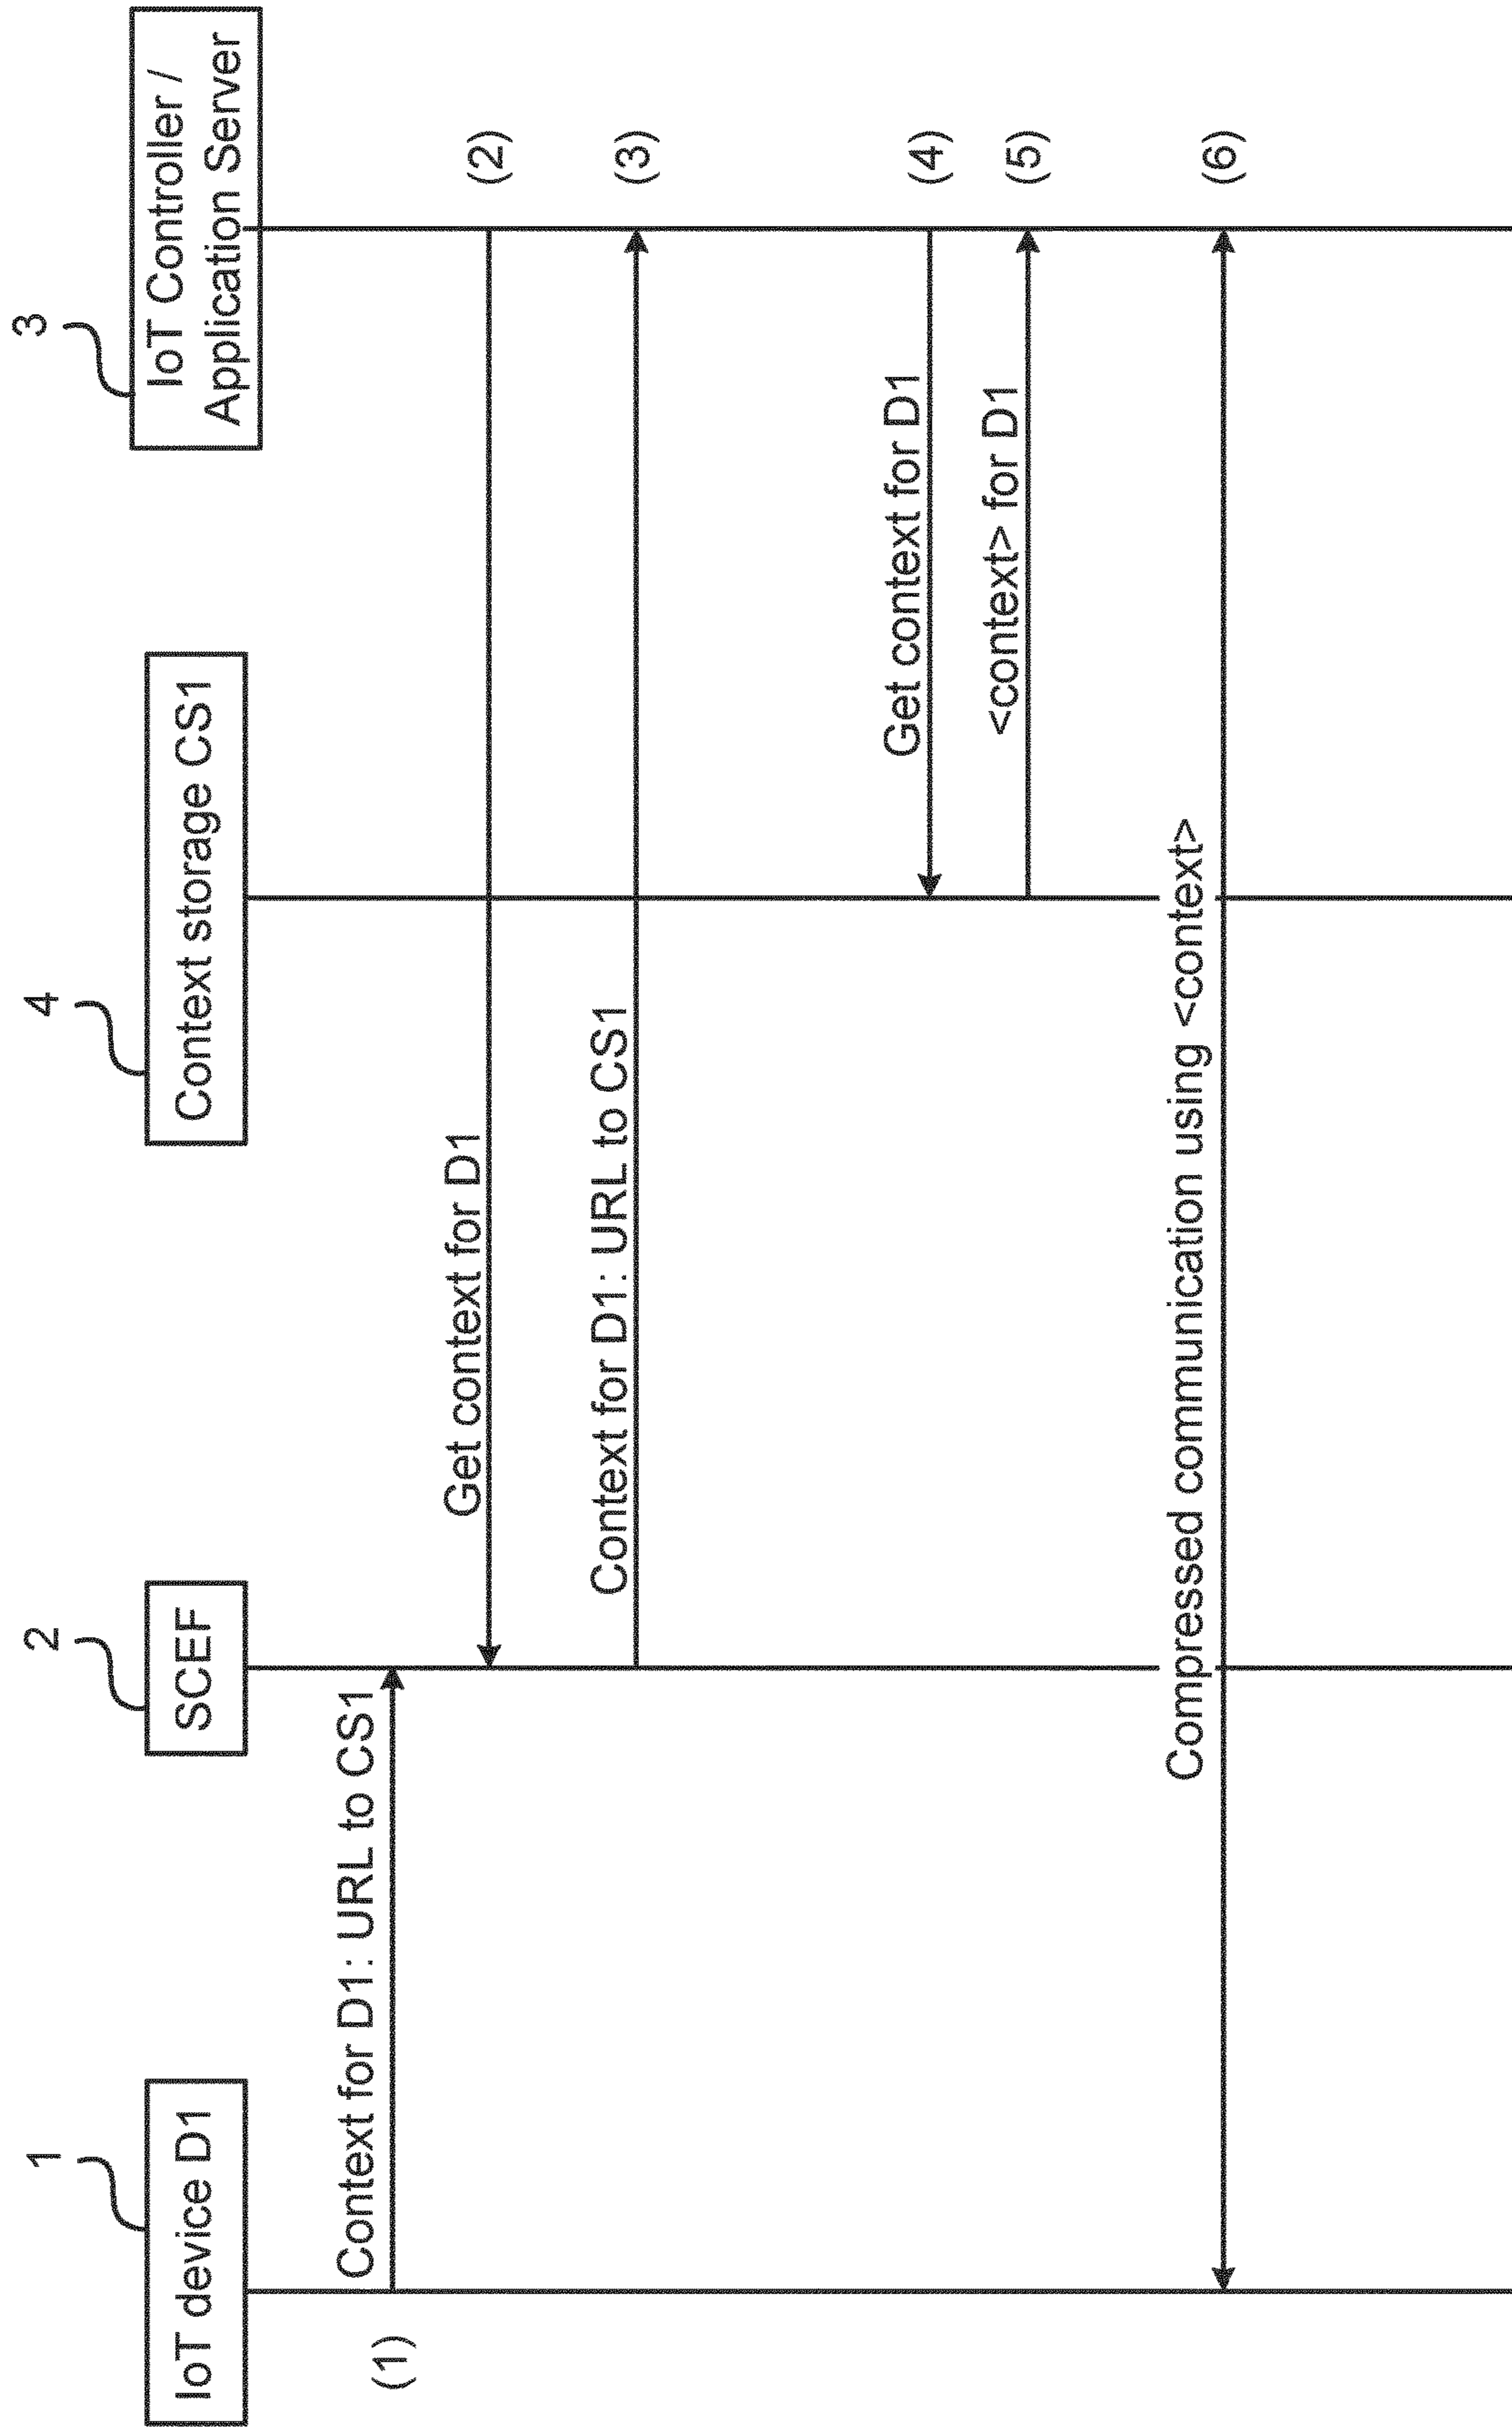 1
2
4
3
IoT device D1
SCEF
Context storage CS1
IoT Controller /
Application Server
(1)
Context for D1: URL to CS1
Get context for D1
(2)
Context for D1: URL to CS1
(3)
Get context for D1
(4)
<context> for D1
(5)
Compressed communication using <context>
(6)